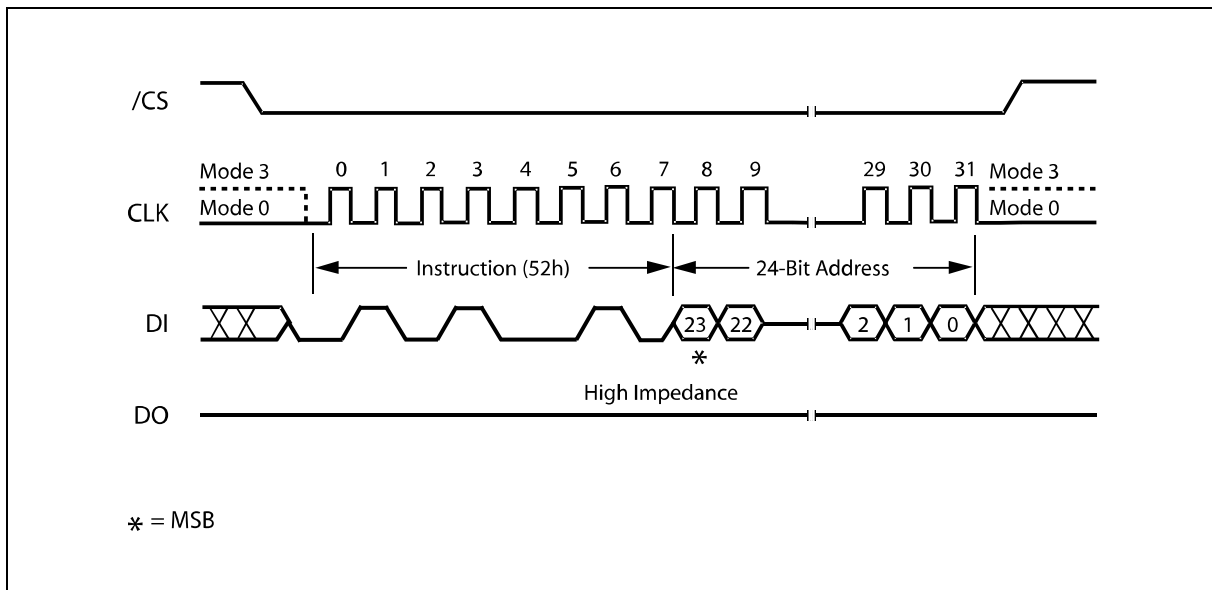 /CS
Mode 3 0 1 2 3 4 5 6 7 8 9 29 30 31 Mode 3
CLK Mode 0 Mode 0
Instruction (52h) 24-Bit Address
DI 23 22 2 1 0
*
High Impedance
DO
* = MSB